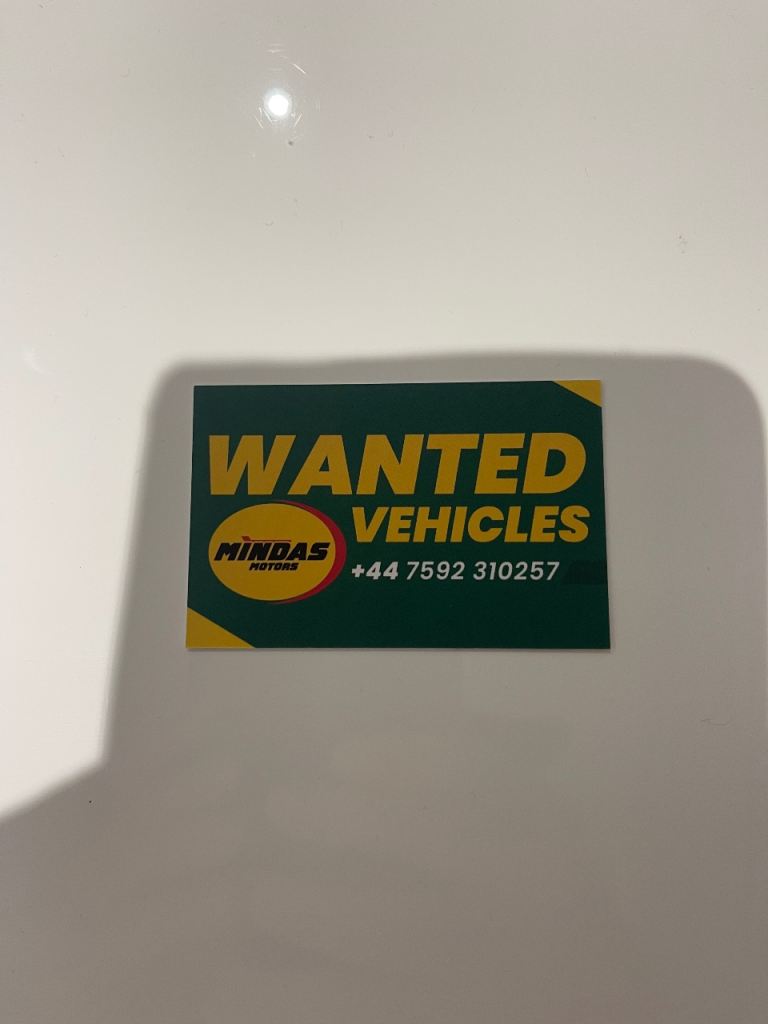 WANTED
VEHICLES
MINDAS
MOTORS
+44 7592 310257